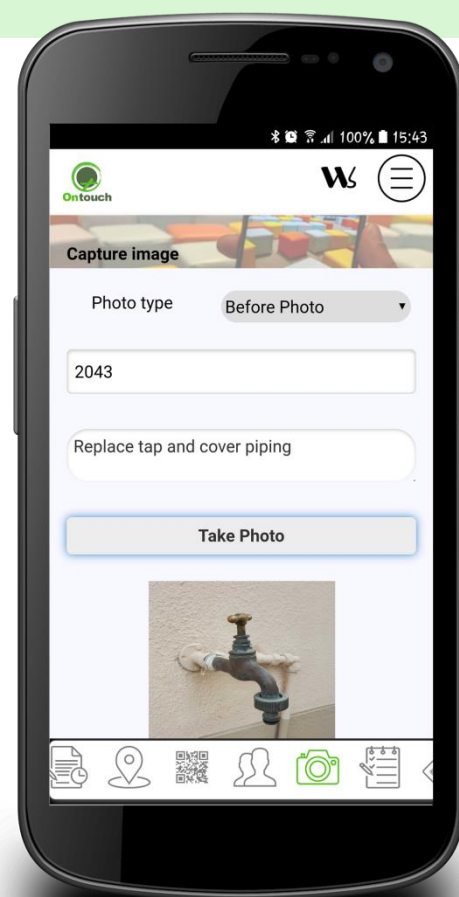 100% 15:43
Ontouch
Capture image
Photo type
Before Photo
2043
Replace tap and cover piping
Take Photo